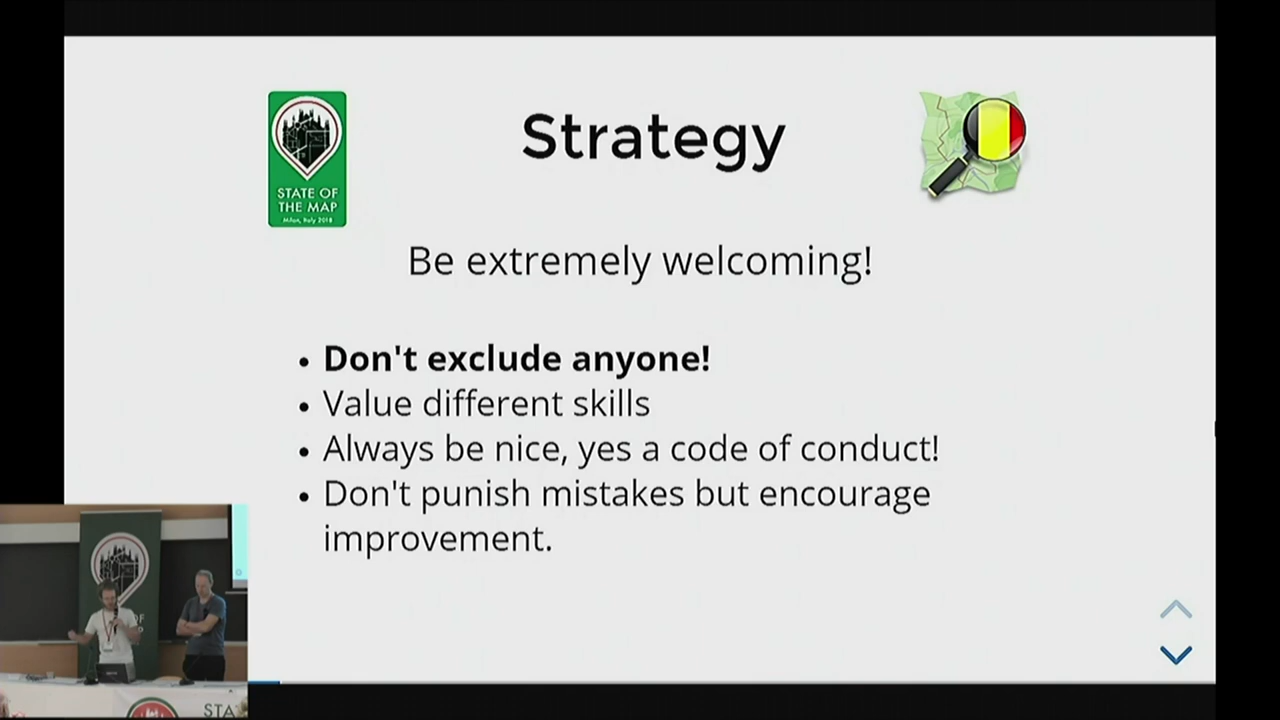 STATE OF
THE MAP
Milan, Italy 2018
Strategy
Be extremely welcoming!
• Don't exclude anyone!
• Value different skills
• Always be nice, yes a code of conduct!
• Don't punish mistakes but encourage
improvement.
STA